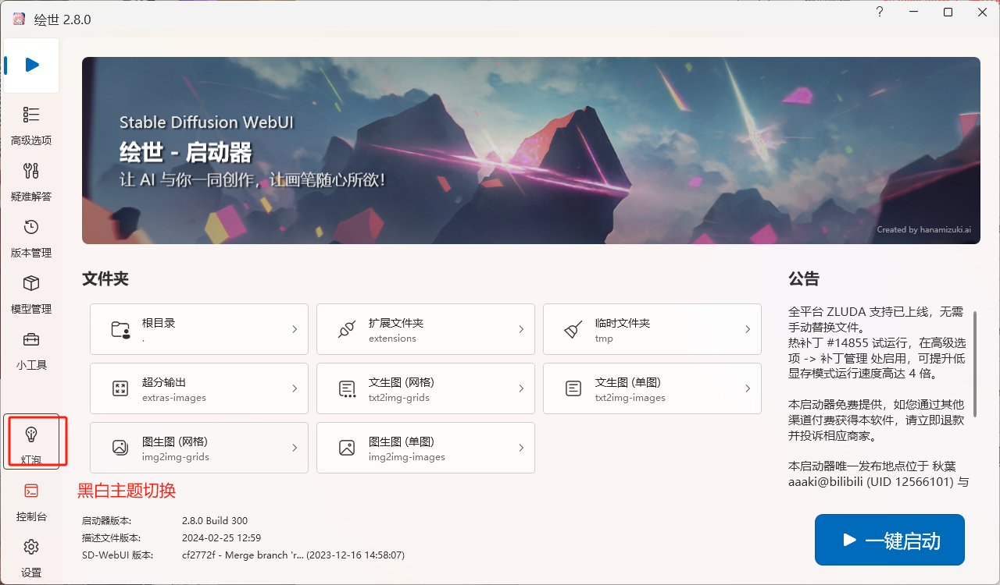 绘世 2.8.0
?
Stable Diffusion WebUI
绘世 - 启动器
让 AI 与你一同创作，让画笔随心所欲！
Created by hanamizuki.ai
高级选项
疑难解答
版本管理
模型管理
小工具
灯泡
控制台
设置
文件夹
根目录
.
扩展文件夹
extensions
临时文件夹
tmp
超分输出
extras-images
文生图 (网格)
txt2img-grids
文生图 (单图)
txt2img-images
图生图 (网格)
img2img-grids
图生图 (单图)
img2img-images
黑白主题切换
启动器版本:
2.8.0 Build 300
描述文件版本:
2024-02-25 12:59
SD-WebUI 版本:
cf2772f - Merge branch 'r... (2023-12-16 14:58:07)
公告
全平台 ZLUDA 支持已上线，无需
手动替换文件。
热补丁 #14855 试运行，在高级选
项 -> 补丁管理 处启用，可提升低
显存模式运行速度高达 4 倍。
本启动器免费提供，如您通过其他
渠道付费获得本软件，请立即退款
并投诉相应商家。
本启动器唯一发布地点位于 秋葉
aaaki@bilibili (UID 12566101) 与
一键启动